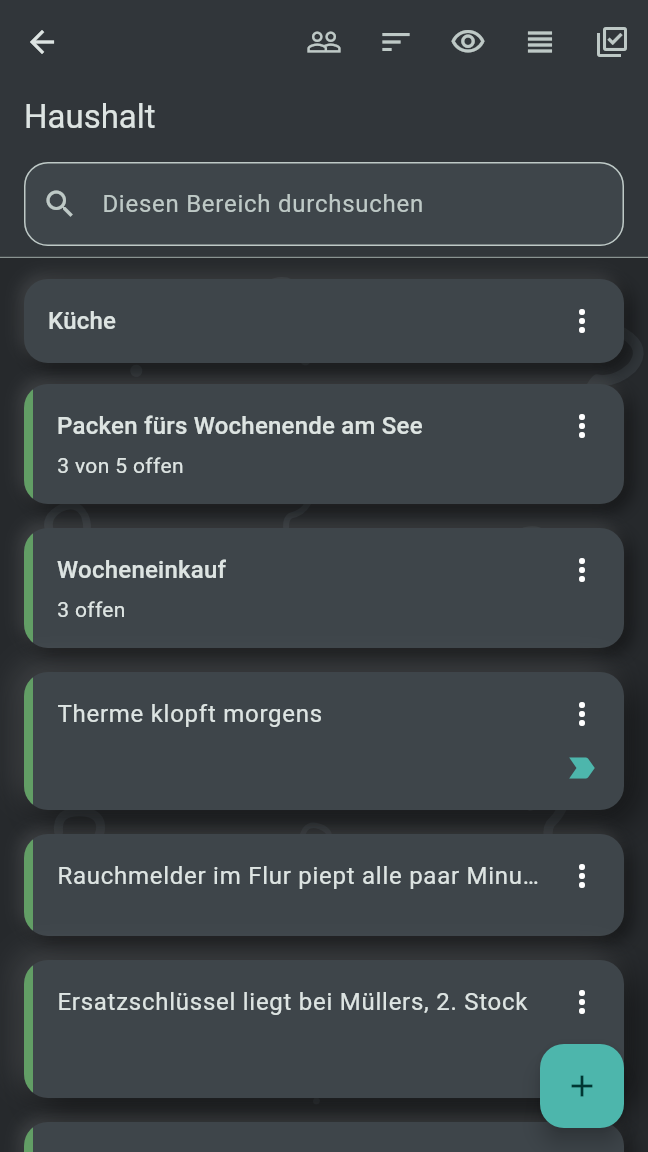 Haushalt
Diesen Bereich durchsuchen
Küche
Packen fürs Wochenende am See
3 von 5 offen
Wocheneinkauf
3 offen
Therme klopft morgens
Rauchmelder im Flur piept alle paar Minu...
Ersatzschlüssel liegt bei Müllers, 2. Stock